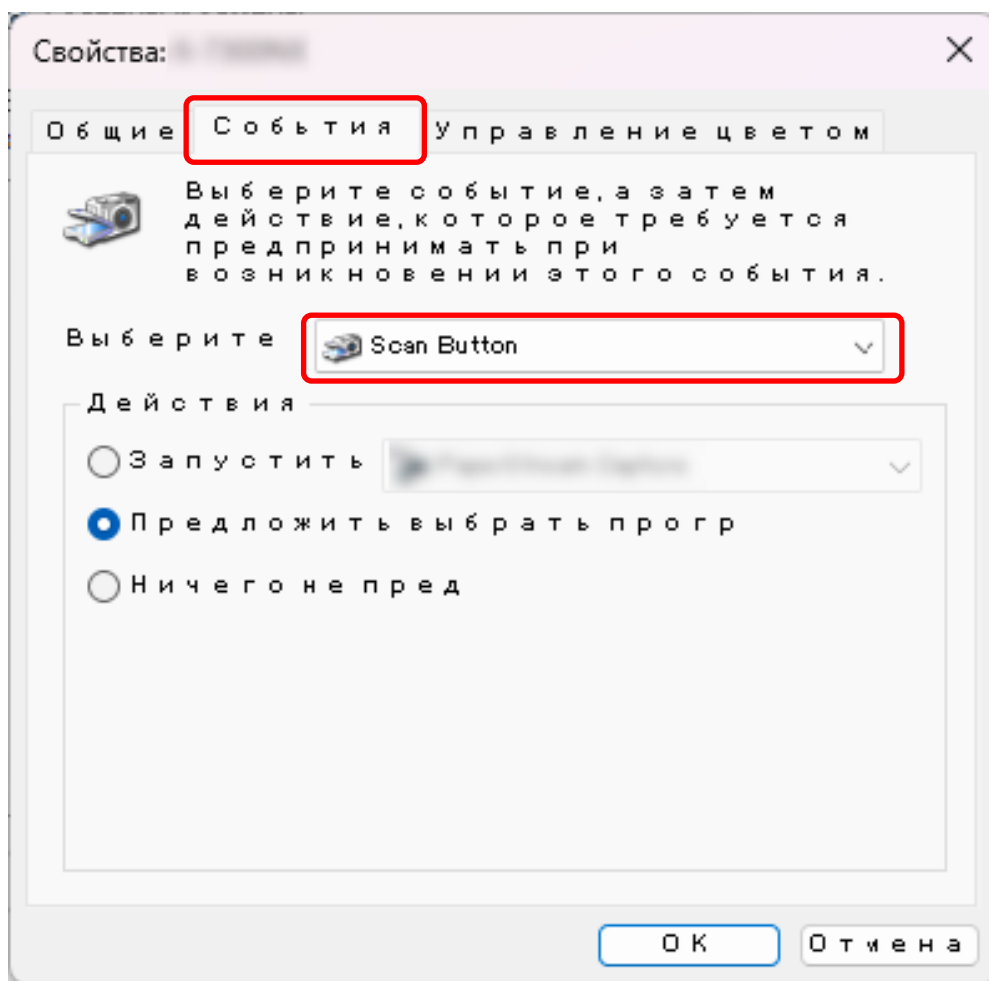 Свойства:
Общие События Управление цветом
Выберите событие, а затем
действие, которое требуется
предпринимать при
возникновении этого события.
Выберите Scan Button
Действия
Запустить
Предложить выбрать прогр
Ничего не пред
ОК Отмена